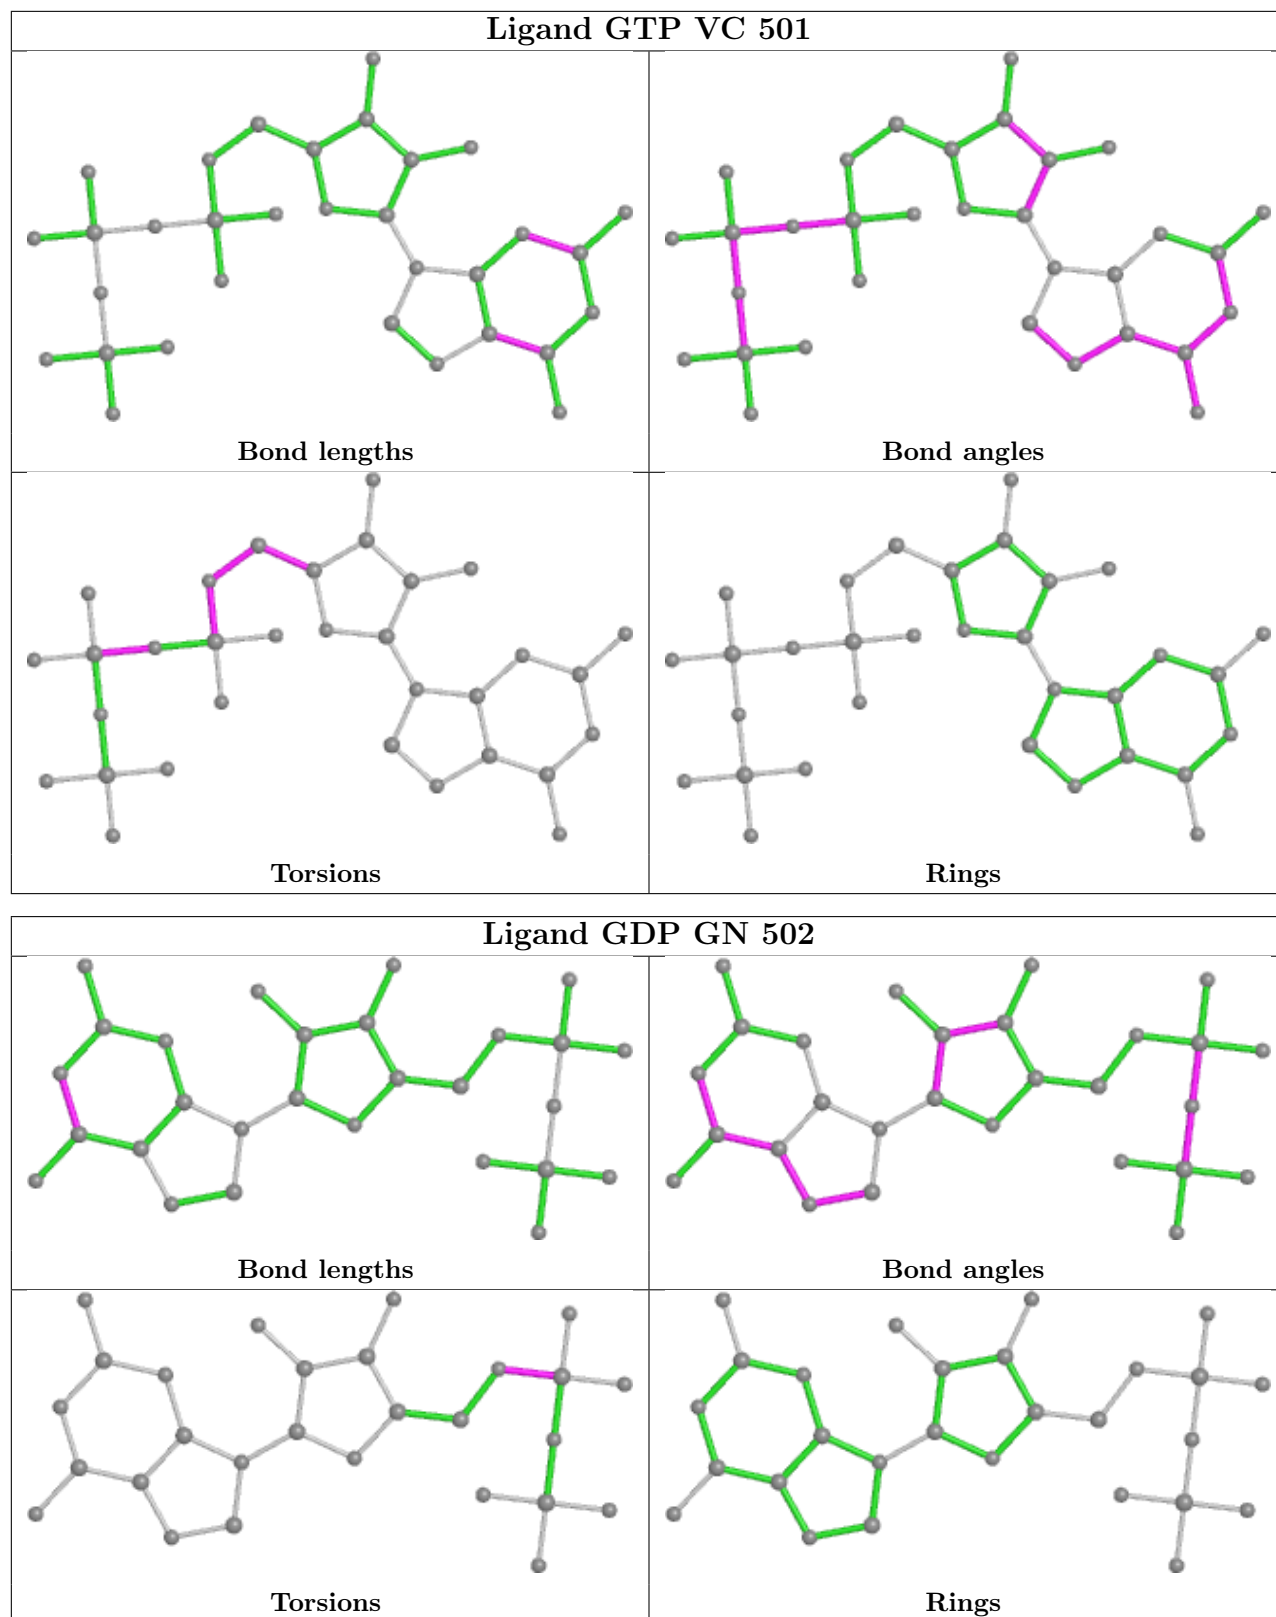 Ligand GTP VC 501
Bond lengths
Bond angles
Torsions
Rings
Ligand GDP GN 502
Bond lengths
Bond angles
Torsions
Rings